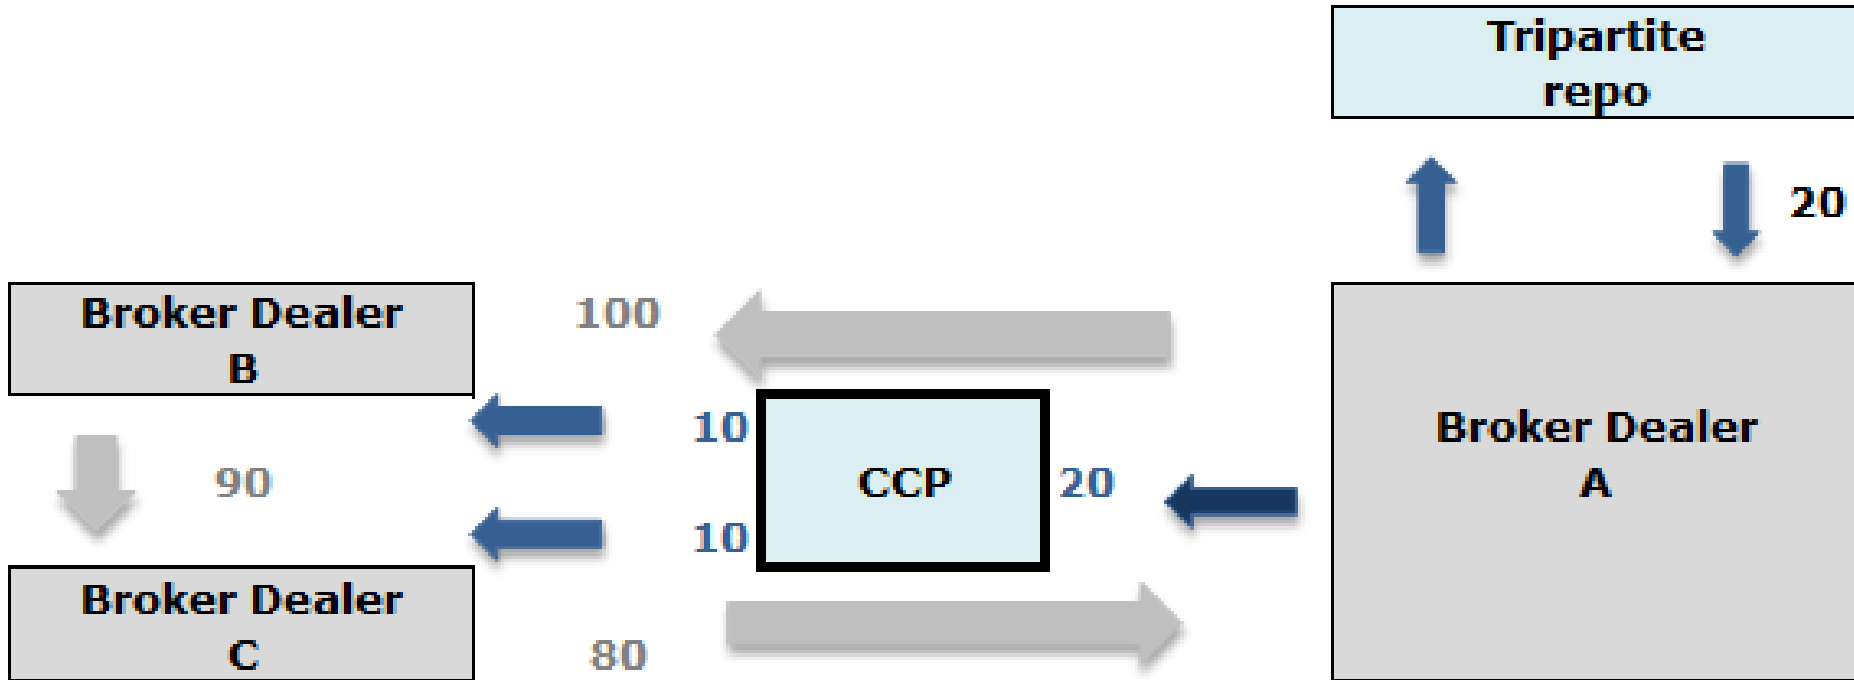 Tripartite
repo
20
Broker Dealer
B
100
10
90
CCP
20
10
Broker Dealer
A
Broker Dealer
C
80